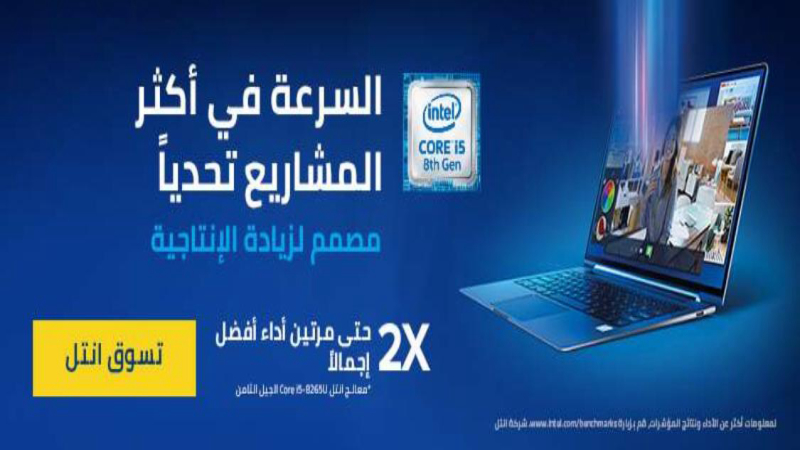 السرعة في أكثر
المشاريع تحدياً
مصمم لزيادة الإنتاجية
intel
CORE i5
8th Gen
2X
حتى مرتين أداء أفضل
إجمالاً
*معالج انتل Core i5-8265U الجيل الثامن
تسوق انتل
لمعلومات أكثر عن الأداء ونتائج المؤشرات، قم بزيارة www.intel.com/benchmarks. شركة انتل